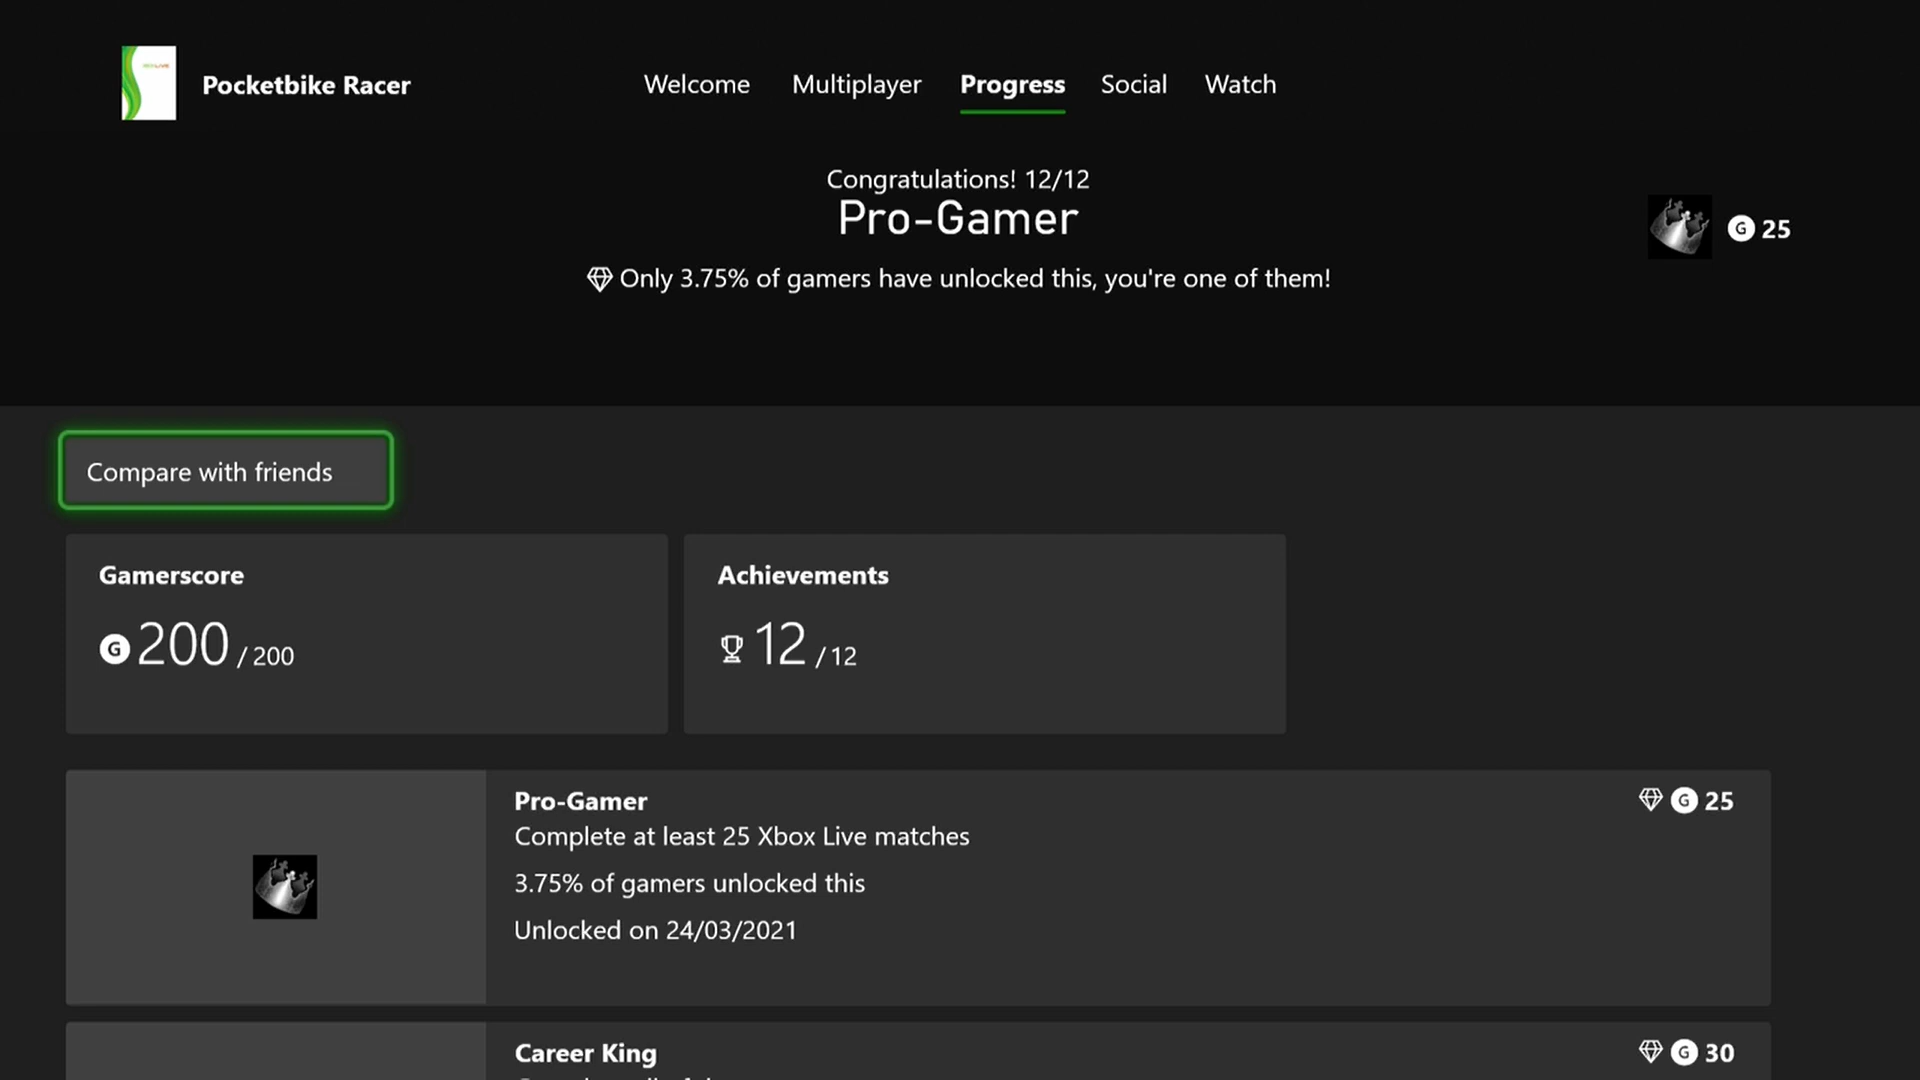 Pocketbike Racer
Welcome
Multiplayer
Progress
Social
Watch
Congratulations! 12/12
Pro-Gamer
Only 3.75% of gamers have unlocked this, you're one of them!
G 25
Compare with friends
Gamerscore
G 200 / 200
Achievements
12 / 12
Pro-Gamer
G 25
Complete at least 25 Xbox Live matches
3.75% of gamers unlocked this
Unlocked on 24/03/2021
Career King
G 30